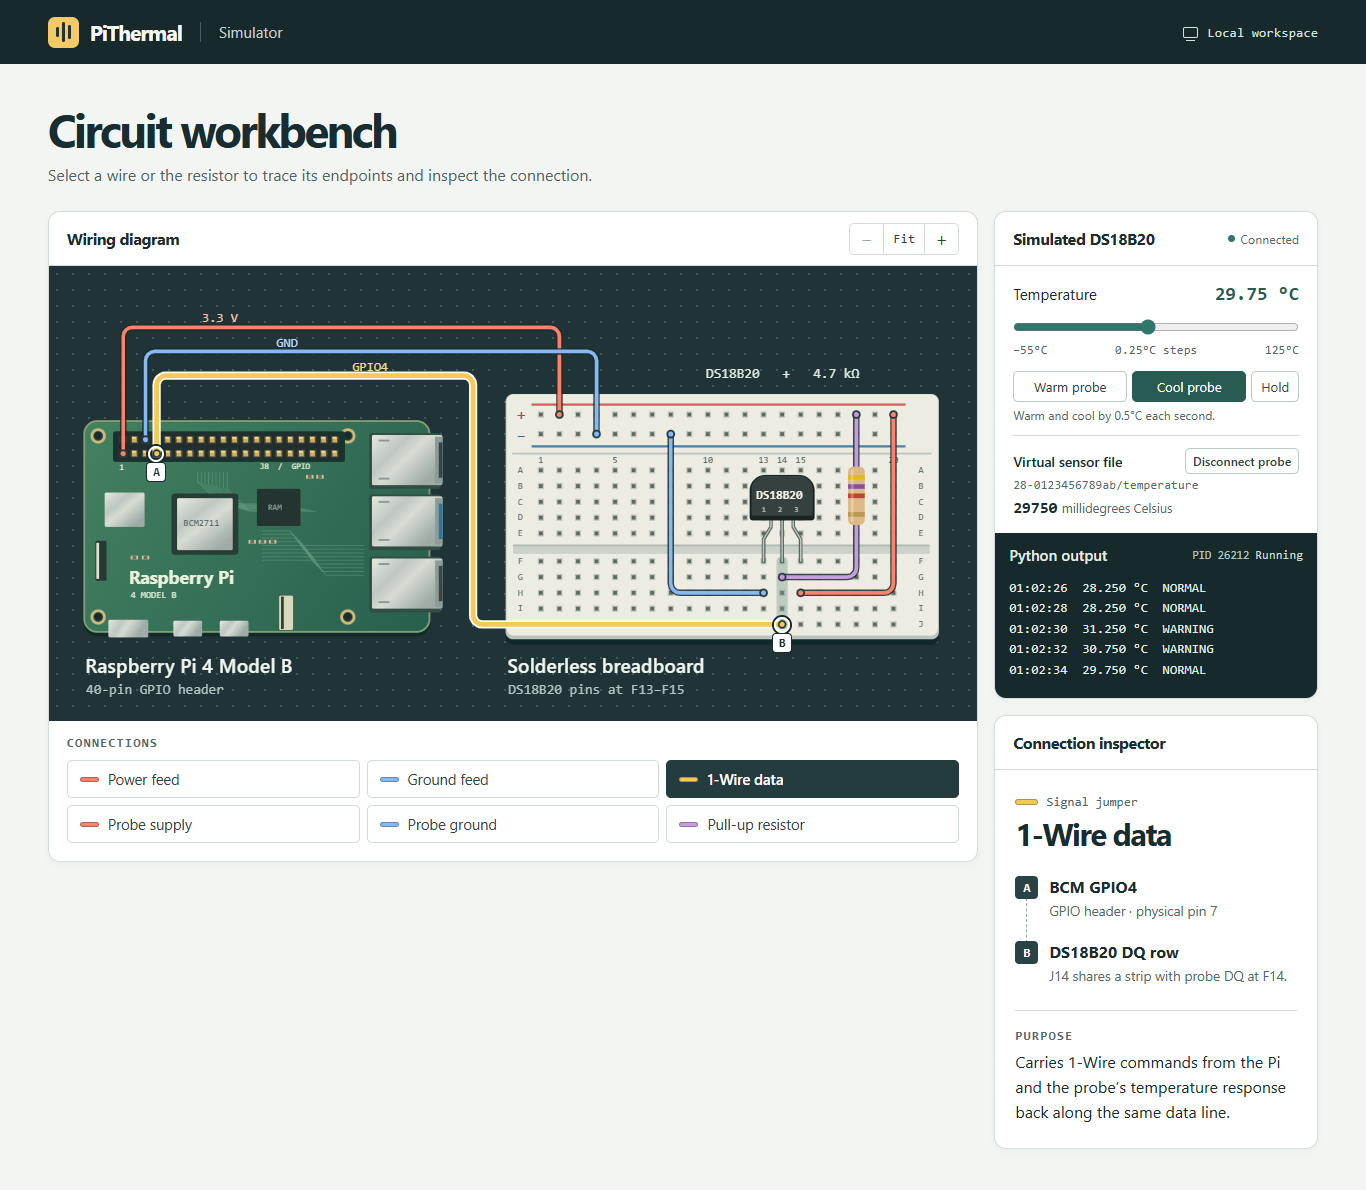 PiThermal
Simulator
Local workspace
Circuit workbench
Select a wire or the resistor to trace its endpoints and inspect the connection.
Wiring diagram
− Fit +
3.3 V
GND
GPIO4
DS18B20 + 4.7 kΩ
+
−
1 5 10 13 14 15 20
A A
B B
C C
D D
E E
F F
G G
H H
I I
J
DS18B20
1 2 3
1
J8 / GPIO
A
BCM2711
RAM
Raspberry Pi
4 MODEL B
B
Raspberry Pi 4 Model B
40-pin GPIO header
Solderless breadboard
DS18B20 pins at F13–F15
CONNECTIONS
Power feed
Ground feed
1-Wire data
Probe supply
Probe ground
Pull-up resistor
Simulated DS18B20
Connected
Temperature
29.75 °C
−55°C 0.25°C steps 125°C
Warm probe
Cool probe
Hold
Warm and cool by 0.5°C each second.
Virtual sensor file
Disconnect probe
28-0123456789ab/temperature
29750 millidegrees Celsius
Python output
PID 26212 Running
01:02:26 28.250 °C NORMAL
01:02:28 28.250 °C NORMAL
01:02:30 31.250 °C WARNING
01:02:32 30.750 °C WARNING
01:02:34 29.750 °C NORMAL
Connection inspector
Signal jumper
1-Wire data
A BCM GPIO4
GPIO header · physical pin 7
B DS18B20 DQ row
J14 shares a strip with probe DQ at F14.
PURPOSE
Carries 1-Wire commands from the Pi
and the probe’s temperature response
back along the same data line.